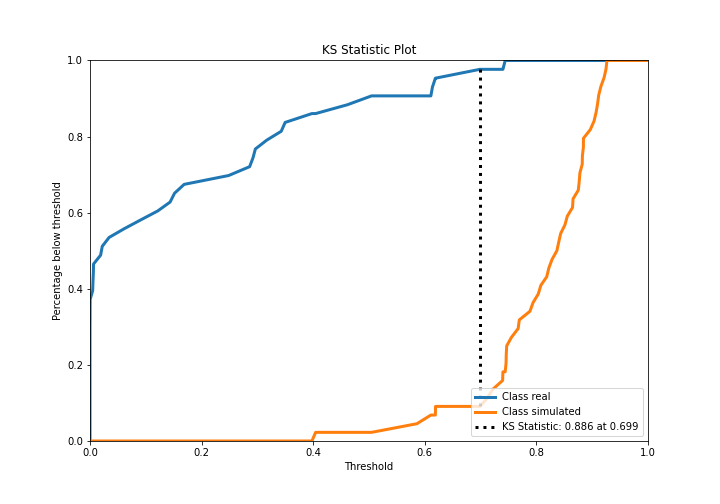 KS Statistic Plot
1.0
0.8
0.6
0.4
0.2
0.0
Percentage below threshold
0.0 0.2 0.4 0.6 0.8 1.0
Threshold
Class real
Class simulated
KS Statistic: 0.886 at 0.699